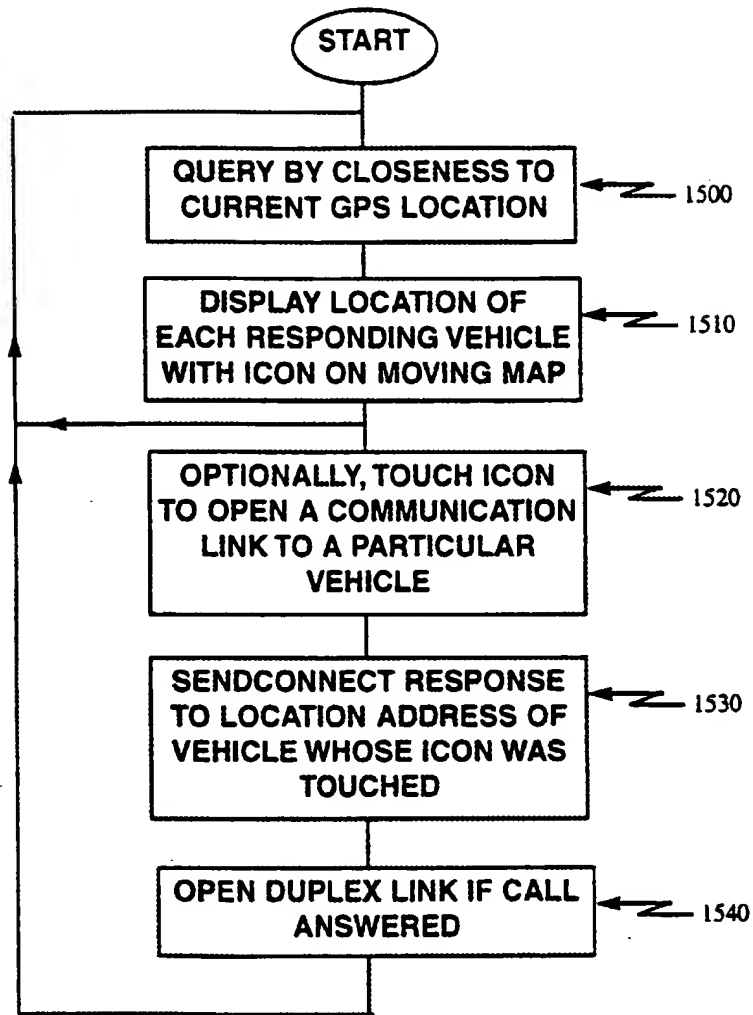 START
QUERY BY CLOSENESS TO
CURRENT GPS LOCATION
1500
DISPLAY LOCATION OF
EACH RESPONDING VEHICLE
WITH ICON ON MOVING MAP
1510
OPTIONALLY, TOUCH ICON
TO OPEN A COMMUNICATION
LINK TO A PARTICULAR
VEHICLE
1520
SENDCONNECT RESPONSE
TO LOCATION ADDRESS OF
VEHICLE WHOSE ICON WAS
TOUCHED
1530
OPEN DUPLEX LINK IF CALL
ANSWERED
1540